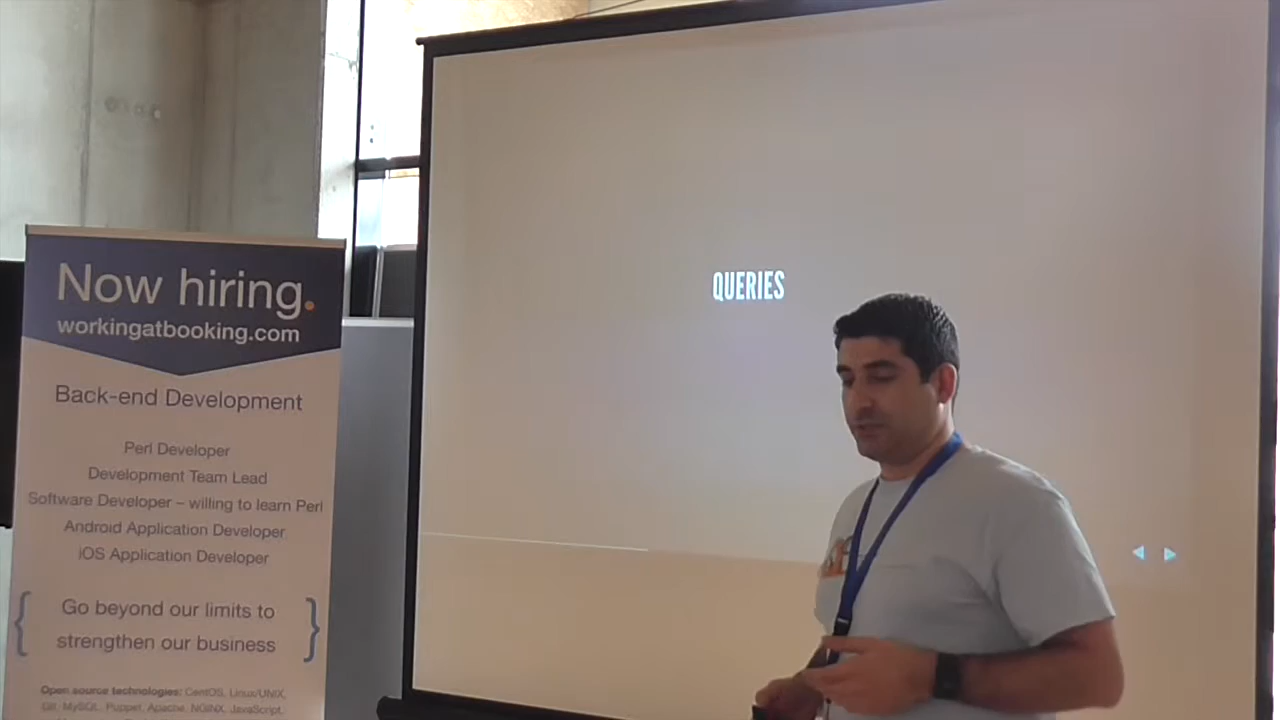 Now hiring.
workingatbooking.com
Back-end Development
Perl Developer
Development Team Lead
Software Developer – willing to learn Perl
Android Application Developer
iOS Application Developer
{ Go beyond our limits to }
strengthen our business
Open source technologies: CentOS, Linux/UNIX,
Git, MySQL, Puppet, Apache, NGINX, JavaScript,
QUERIES